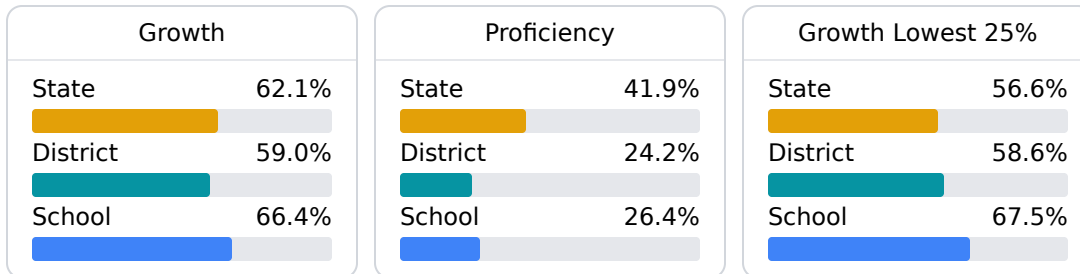 Growth
State 62.1%
District 59.0%
School 66.4%
Proficiency
State 41.9%
District 24.2%
School 26.4%
Growth Lowest 25%
State 56.6%
District 58.6%
School 67.5%